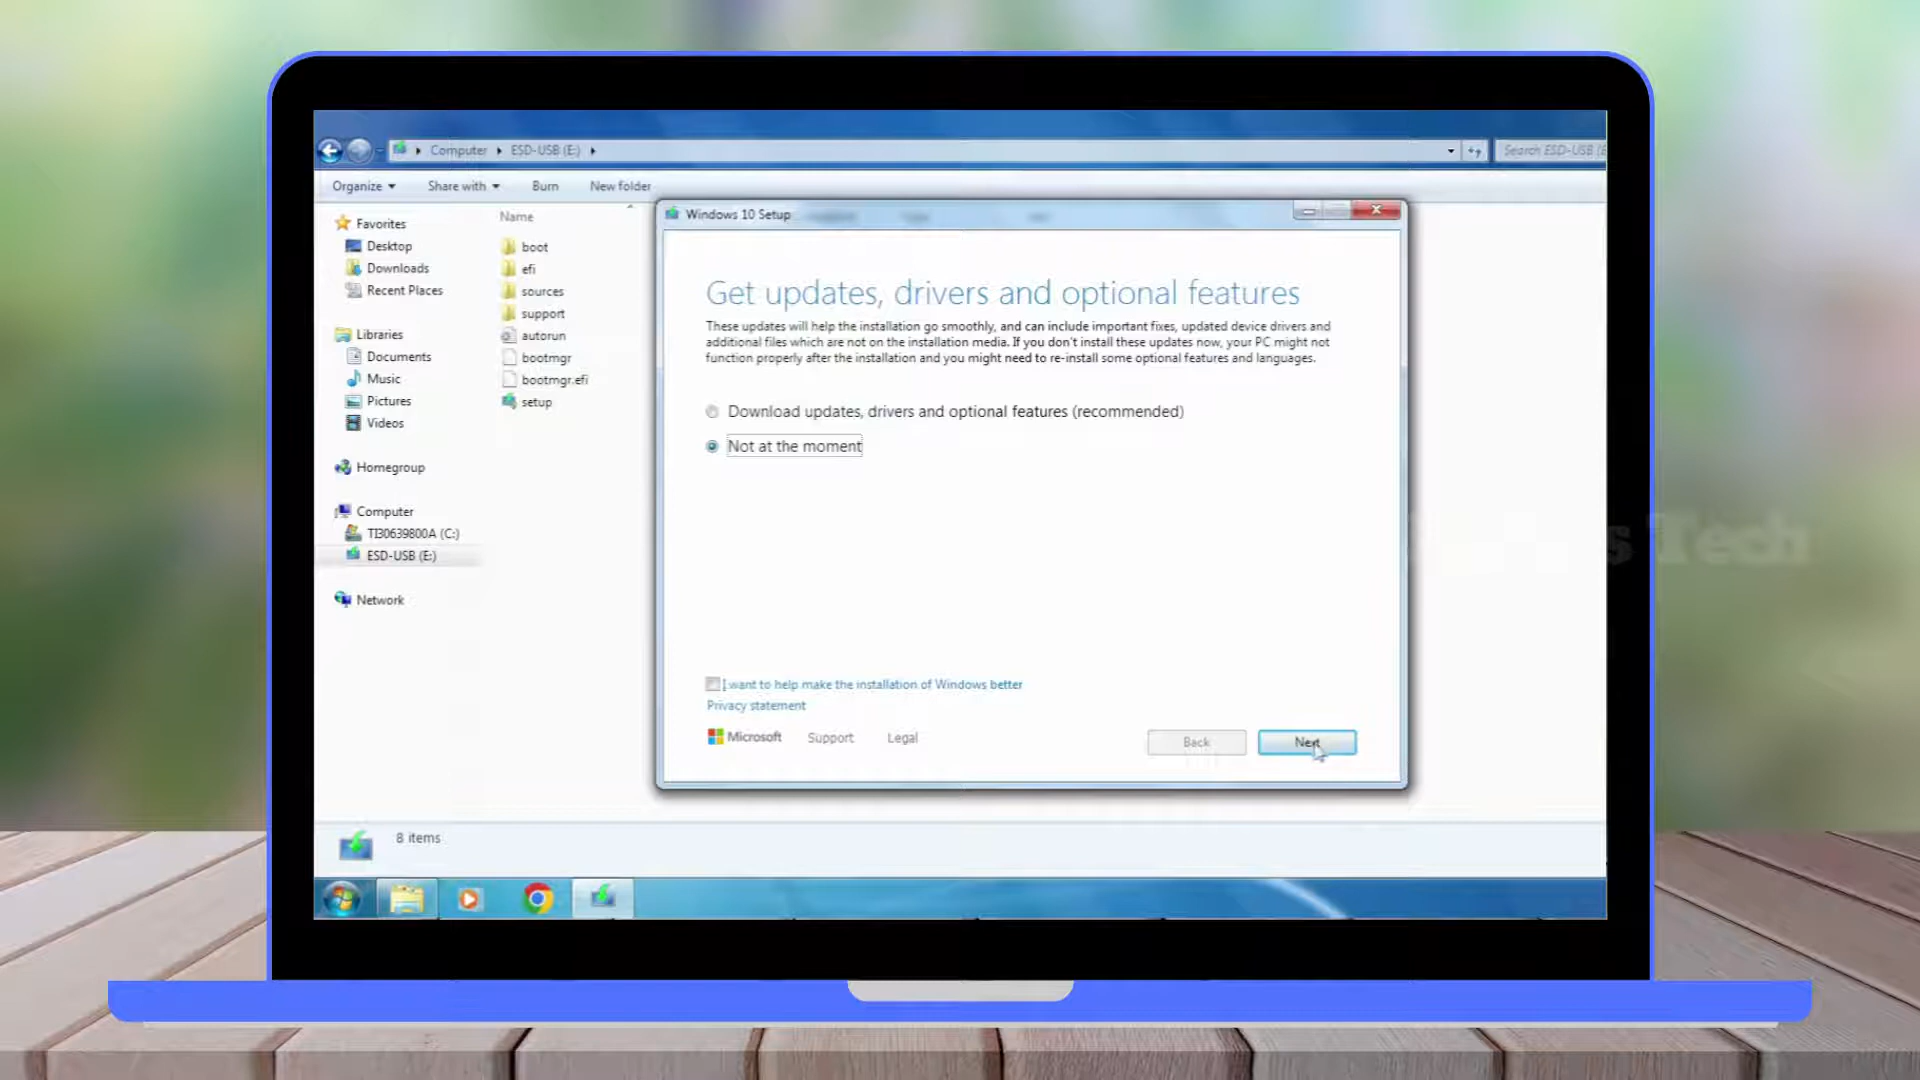 Computer
ESD-USB (E:)
Search ESD-USB (E
Organize
Share with
Burn
New folder
Favorites
Desktop
Downloads
Recent Places
Libraries
Documents
Music
Pictures
Videos
Homegroup
Computer
TI30639800A (C:)
ESD-USB (E:)
Network
Name
boot
efi
sources
support
autorun
bootmgr
bootmgr.efi
setup
Windows 10 Setup
Get updates, drivers and optional features
These updates will help the installation go smoothly, and can include important fixes, updated device drivers and
additional files which are not on the installation media. If you don't install these updates now, your PC might not
function properly after the installation and you might need to re-install some optional features and languages.
Download updates, drivers and optional features (recommended)
Not at the moment
I want to help make the installation of Windows better
Privacy statement
Microsoft
Support
Legal
Back
Next
s Tech
8 items